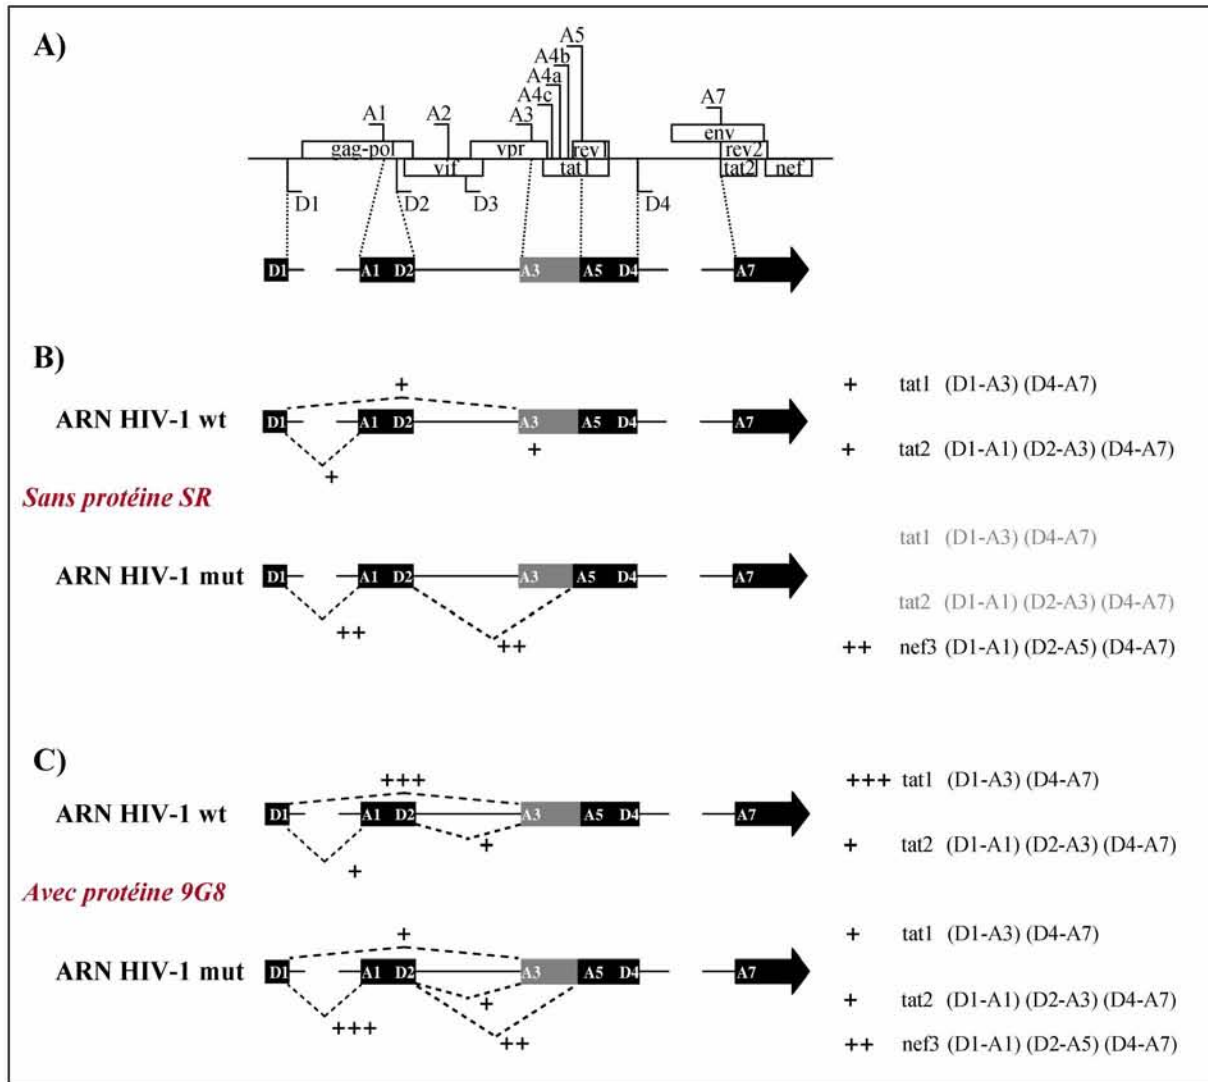 A)
A5
A4b
A4a
A4c
A1 A2 A3 A7
env
gag-pol vpr rev1 rev2
vif tat tat2 nef
D1 D2 D3 D4
D1 A1 D2 A3 A5 D4 A7
B)
+ + tat1 (D1-A3) (D4-A7)
ARN HIV-1 wt D1 A1 D2 A3 A5 D4 A7
+ + + tat2 (D1-A1) (D2-A3) (D4-A7)
Sans protéine SR
tat1 (D1-A3) (D4-A7)
ARN HIV-1 mut D1 A1 D2 A3 A5 D4 A7
tat2 (D1-A1) (D2-A3) (D4-A7)
++ ++ ++ nef3 (D1-A1) (D2-A5) (D4-A7)
C)
+++ +++ tat1 (D1-A3) (D4-A7)
ARN HIV-1 wt D1 A1 D2 A3 A5 D4 A7
+ + + tat2 (D1-A1) (D2-A3) (D4-A7)
Avec protéine 9G8
+ + tat1 (D1-A3) (D4-A7)
ARN HIV-1 mut D1 A1 D2 A3 A5 D4 A7
+ + tat2 (D1-A1) (D2-A3) (D4-A7)
+++ ++ ++ nef3 (D1-A1) (D2-A5) (D4-A7)